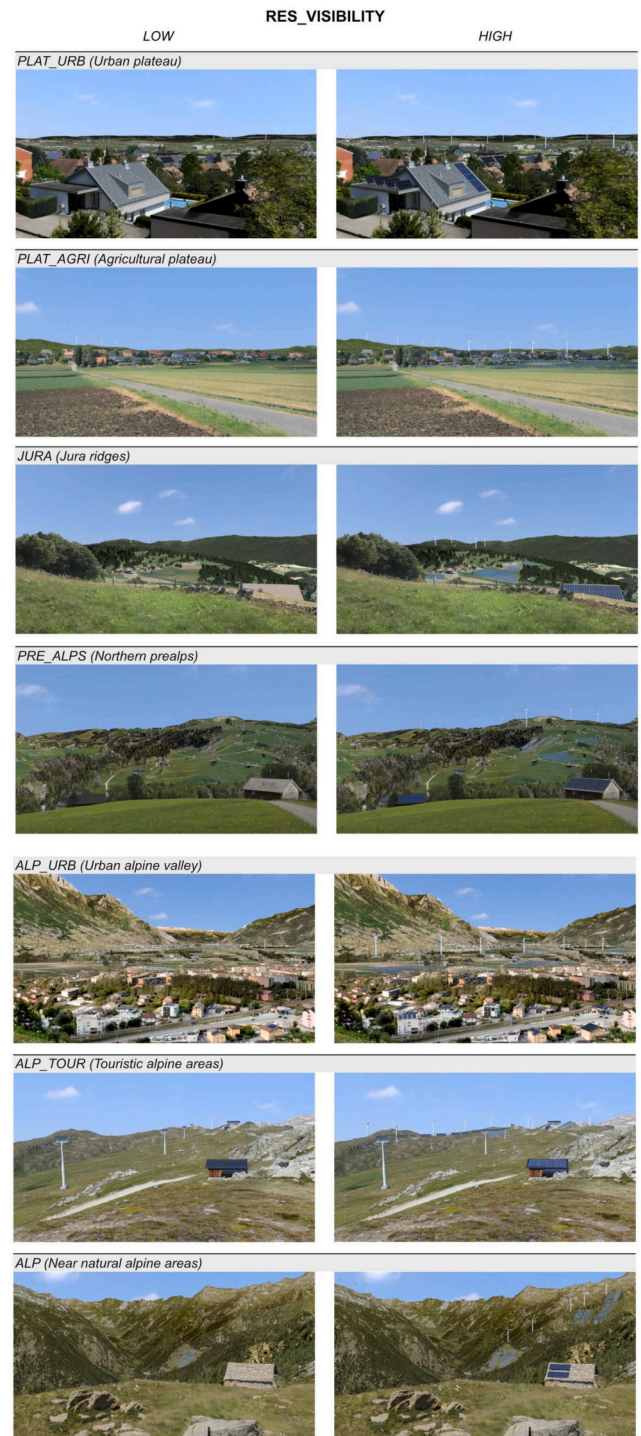 RES_VISIBILITY
LOW HIGH
PLAT_URB (Urban plateau)
PLAT_AGRI (Agricultural plateau)
JURA (Jura ridges)
PRE_ALPS (Northern prealps)
ALP_URB (Urban alpine valley)
ALP_TOUR (Touristic alpine areas)
ALP (Near natural alpine areas)